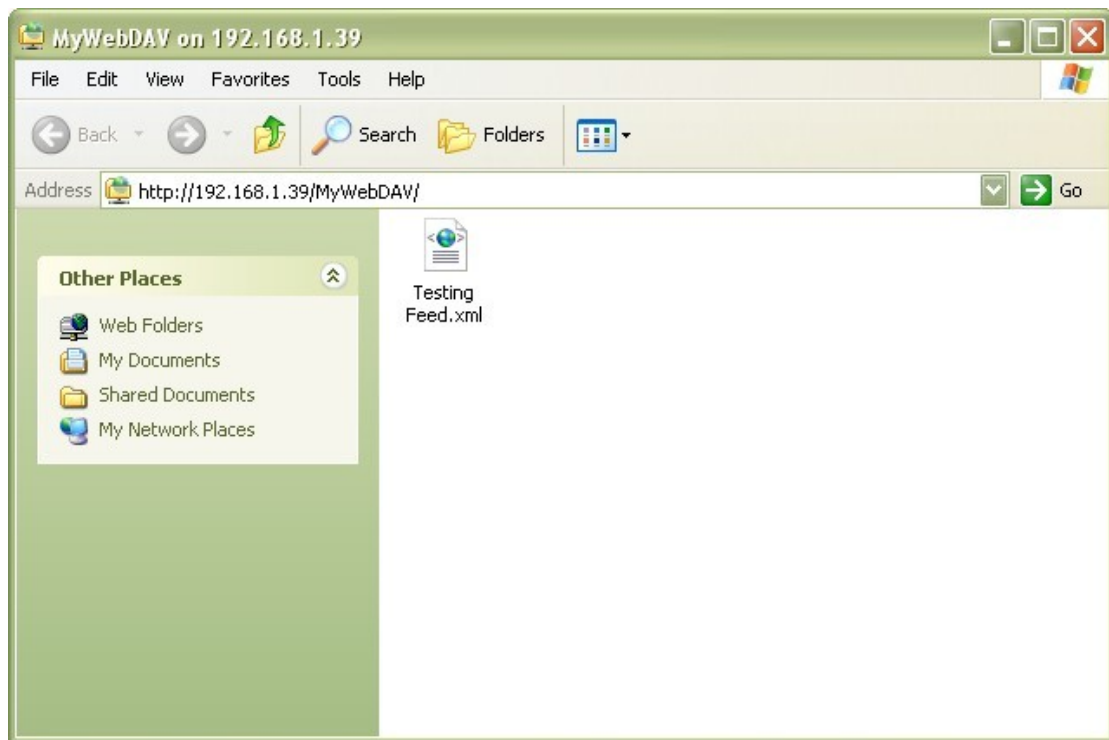 MyWebDAV on 192.168.1.39
File Edit View Favorites Tools Help
Back Search Folders
Address http://192.168.1.39/MyWebDAV/ Go
Other Places
Web Folders
My Documents
Shared Documents
My Network Places
Testing
Feed.xml